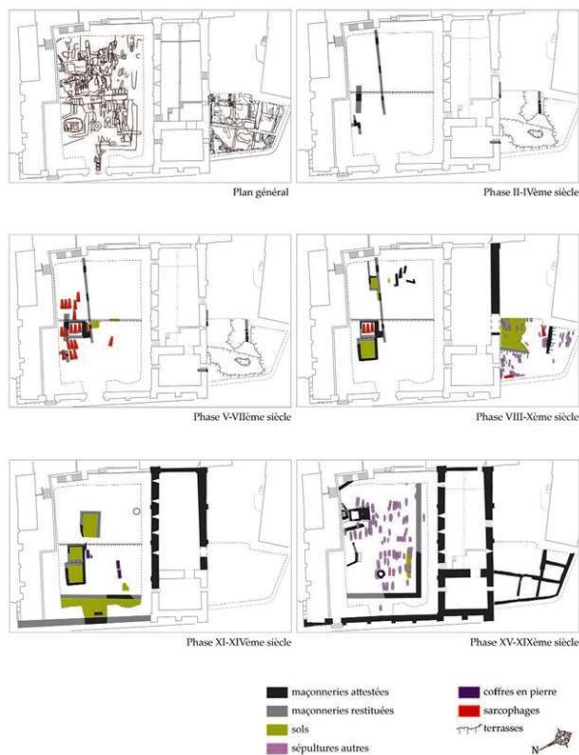 Plan général
Phase II-IVème siècle
Phase V-VIIème siècle
Phase VIII-Xème siècle
Phase XI-XIVème siècle
Phase XV-XIXème siècle
maçonneries attestées
maçonneries restituées
sols
sépultures autres
coffres en pierre
sarcophages
terrasses
N